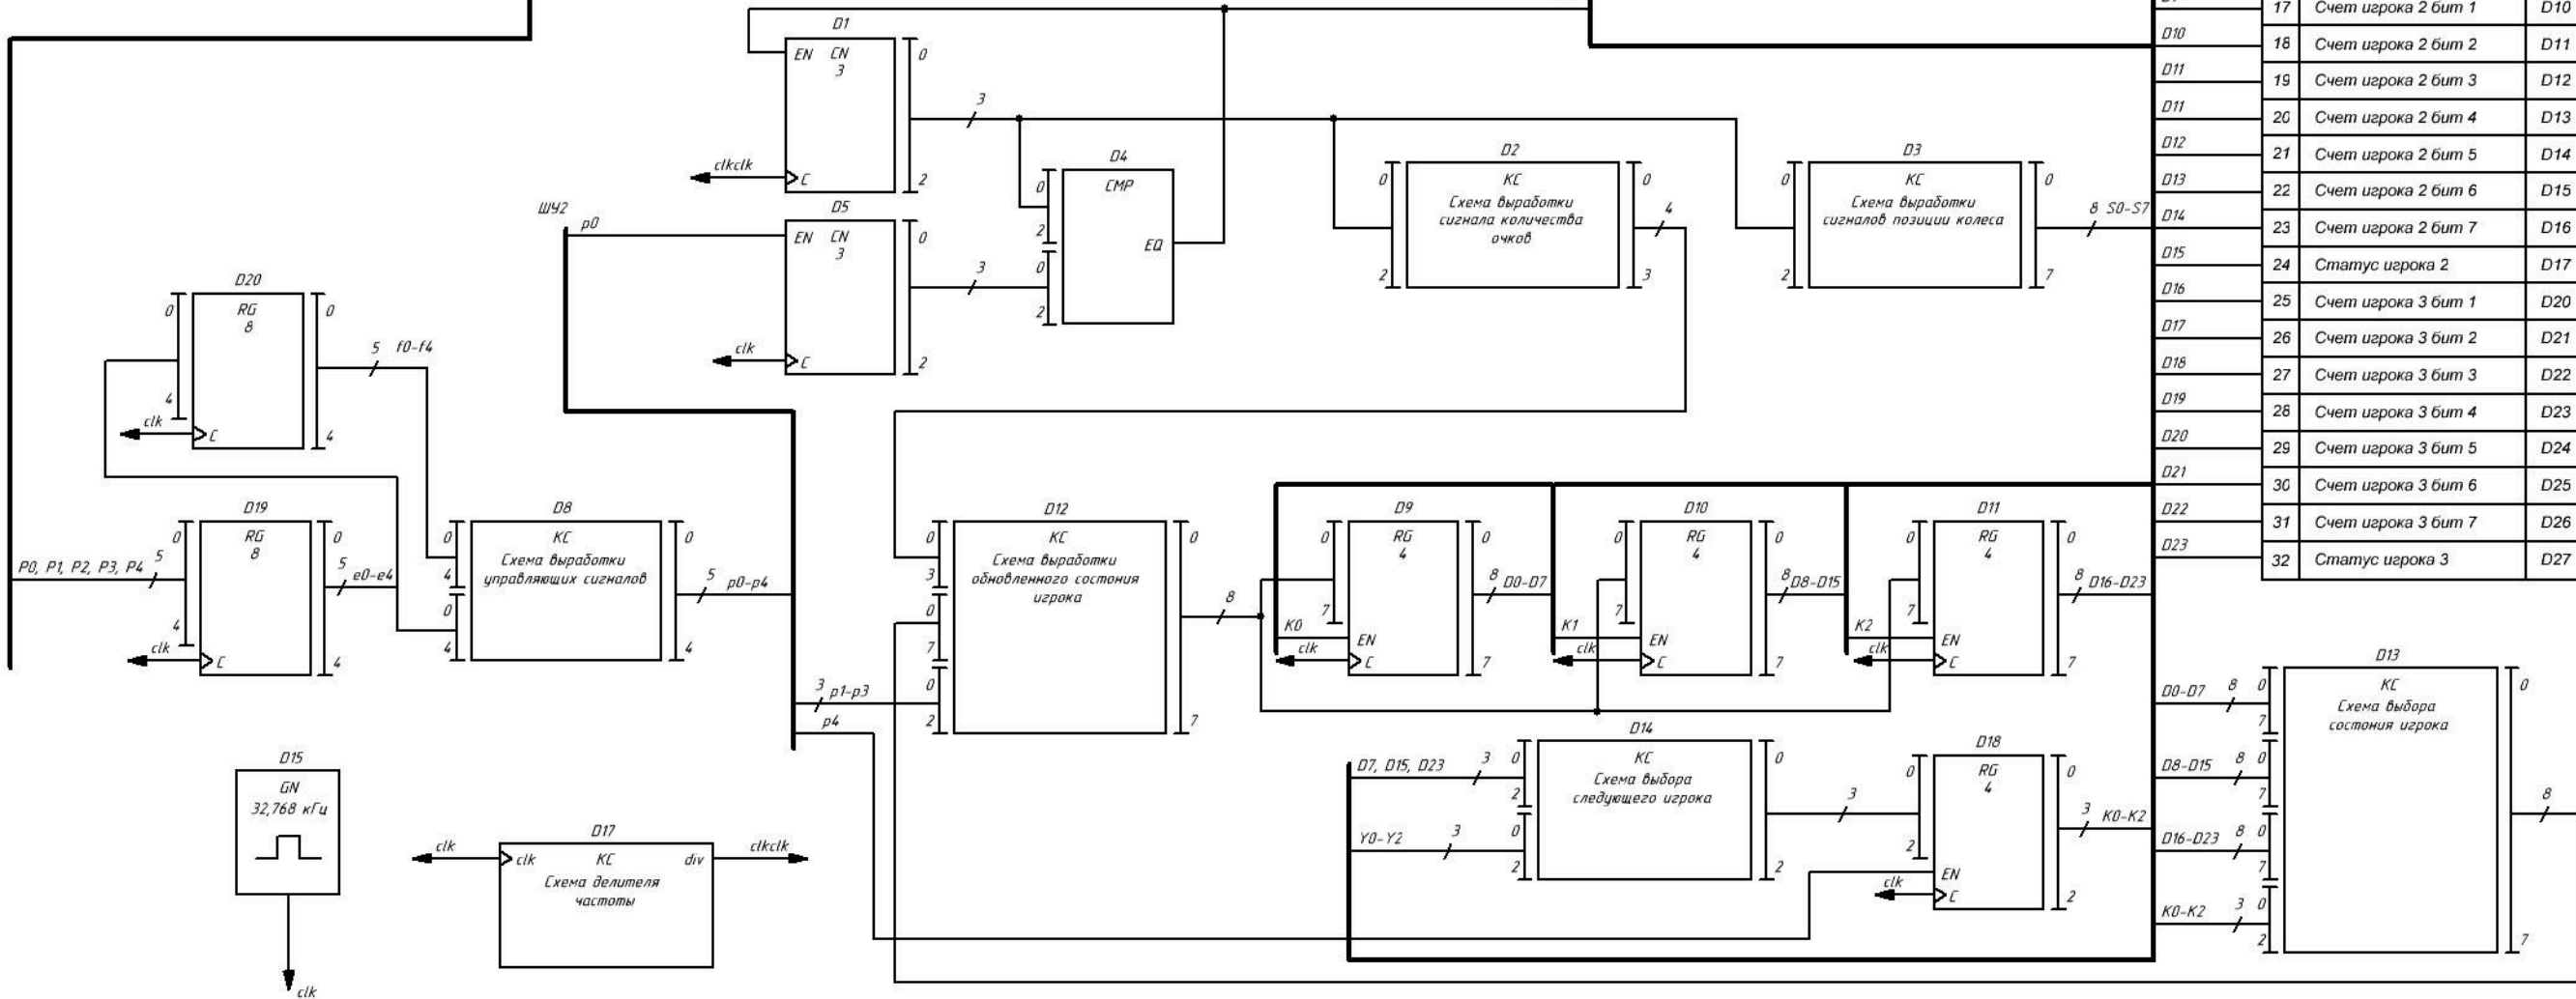 D1
EN CN
3
0
2
C
clkclk
3
D5
EN CN
3
0
2
C
clk
3
ШУ2
p0
D4
CMP
0
2
0
2
EQ
D2
КС
Схема выработки
сигнала количества
очков
0
2
0
3
4
D3
КС
Схема выработки
сигналов позиции колеса
0
2
0
7
8 S0-S7
D20
RG
8
0
4
0
4
C
clk
5 f0-f4
D19
RG
8
0
4
0
4
C
clk
P0, P1, P2, P3, P4 5
5 e0-e4
D8
КС
Схема выработки
управляющих сигналов
0
4
0
4
0
4
5 p0-p4
3 p1-p3
p4
D12
КС
Схема выработки
обновленного состония
игрока
0
3
0
7
0
2
0
7
8
D9
RG
4
0
7
0
7
K0
EN
clk
C
8 D0-D7
D10
RG
4
0
7
0
7
K1
EN
clk
C
8 D8-D15
D11
RG
4
0
7
0
7
K2
EN
clk
C
8 D16-D23
D15
GN
32,768 кГц
clk
D17
clk
clk КС div
clkclk
Схема делителя
частоты
D14
КС
Схема выбора
следующего игрока
D7, D15, D23 3
0
2
Y0-Y2 3
0
2
0
2
3
D18
RG
4
0
2
0
2
EN
clk
C
3 K0-K2
D13
КС
Схема выбора
состония игрока
D0-D7 8 0
7
D8-D15 8 0
7
D16-D23 8 0
7
K0-K2 3 0
2
0
7
8
17 Счет игрока 2 бит 1 D10
D10 18 Счет игрока 2 бит 2 D11
D11 19 Счет игрока 2 бит 3 D12
D11 20 Счет игрока 2 бит 4 D13
D12 21 Счет игрока 2 бит 5 D14
D13 22 Счет игрока 2 бит 6 D15
D14 23 Счет игрока 2 бит 7 D16
D15 24 Статус игрока 2 D17
D16 25 Счет игрока 3 бит 1 D20
D17 26 Счет игрока 3 бит 2 D21
D18 27 Счет игрока 3 бит 3 D22
D19 28 Счет игрока 3 бит 4 D23
D20 29 Счет игрока 3 бит 5 D24
D21 30 Счет игрока 3 бит 6 D25
D22 31 Счет игрока 3 бит 7 D26
D23 32 Статус игрока 3 D27